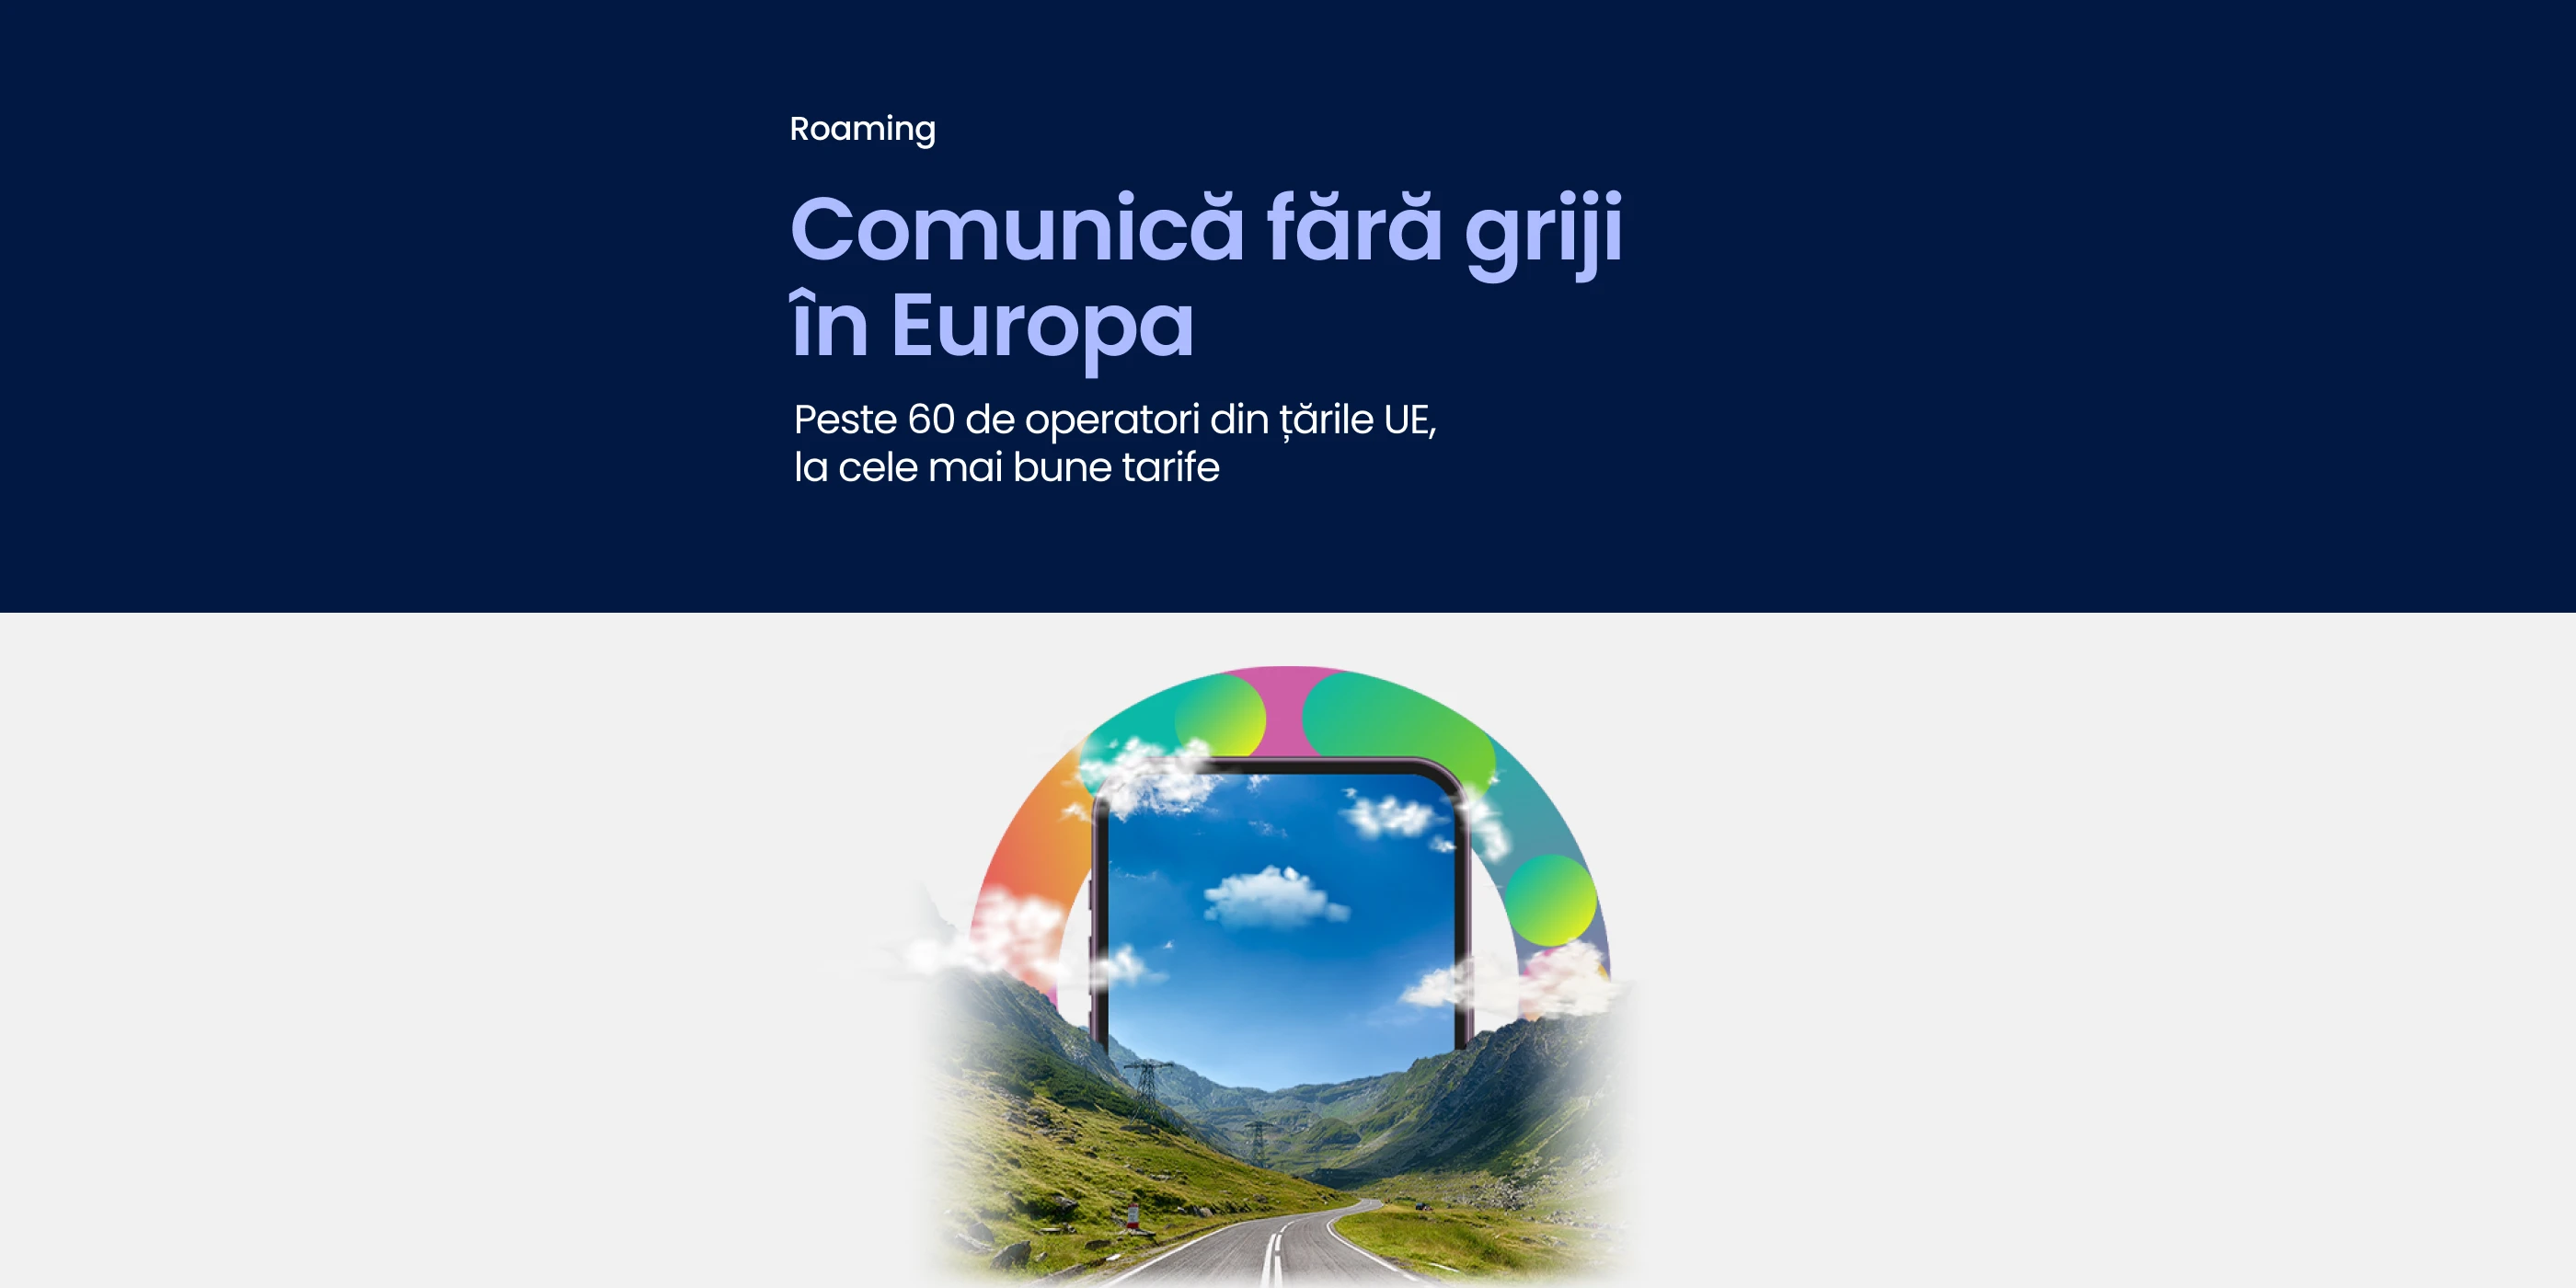 Roaming
Comunică fără griji
în Europa
Peste 60 de operatori din țările UE,
la cele mai bune tarife